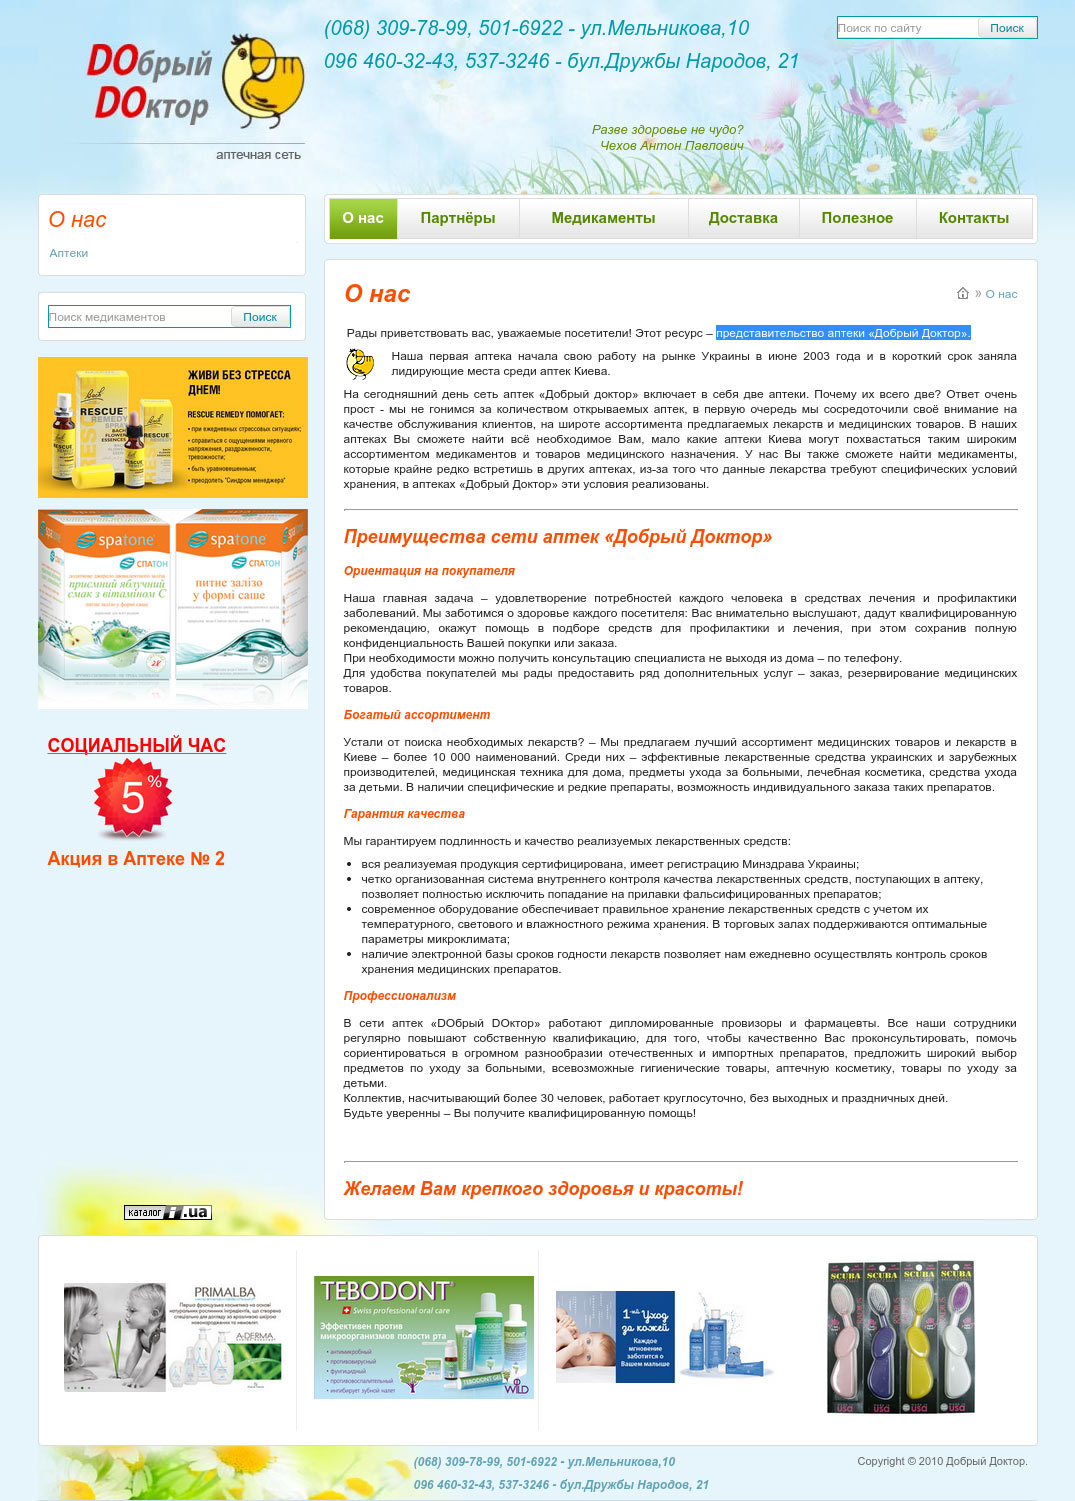 (068) 309-78-99, 501-6922 - ул.Мельникова,10
096 460-32-43, 537-3246 - бул.Дружбы Народов, 21
Поиск по сайту
Поиск
DOбрый
DOктор
аптечная сеть
Разве здоровье не чудо?
Чехов Антон Павлович
О нас
Аптеки
О нас
Партнёры
Медикаменты
Доставка
Полезное
Контакты
Поиск медикаментов
Поиск
О нас
» О нас
Рады приветствовать вас, уважаемые посетители! Этот ресурс – представительство аптеки «Добрый Доктор».
Наша первая аптека начала свою работу на рынке Украины в июне 2003 года и в короткий срок заняла
лидирующие места среди аптек Киева.
На сегодняшний день сеть аптек «Добрый доктор» включает в себя две аптеки. Почему их всего две? Ответ очень
прост - мы не гонимся за количеством открываемых аптек, в первую очередь мы сосредоточили своё внимание на
качестве обслуживания клиентов, на широте ассортимента предлагаемых лекарств и медицинских товаров. В наших
аптеках Вы сможете найти всё необходимое Вам, мало какие аптеки Киева могут похвастаться таким широким
ассортиментом медикаментов и товаров медицинского назначения. У нас Вы также сможете найти медикаменты,
которые крайне редко встретишь в других аптеках, из-за того что данные лекарства требуют специфических условий
хранения, в аптеках «Добрый Доктор» эти условия реализованы.
Преимущества сети аптек «Добрый Доктор»
Ориентация на покупателя
Наша главная задача – удовлетворение потребностей каждого человека в средствах лечения и профилактики
заболеваний. Мы заботимся о здоровье каждого посетителя: Вас внимательно выслушают, дадут квалифицированную
рекомендацию, окажут помощь в подборе средств для профилактики и лечения, при этом сохранив полную
конфиденциальность Вашей покупки или заказа.
При необходимости можно получить консультацию специалиста не выходя из дома – по телефону.
Для удобства покупателей мы рады предоставить ряд дополнительных услуг – заказ, резервирование медицинских
товаров.
Богатый ассортимент
Устали от поиска необходимых лекарств? – Мы предлагаем лучший ассортимент медицинских товаров и лекарств в
Киеве – более 10 000 наименований. Среди них – эффективные лекарственные средства украинских и зарубежных
производителей, медицинская техника для дома, предметы ухода за больными, лечебная косметика, средства ухода
за детьми. В наличии специфические и редкие препараты, возможность индивидуального заказа таких препаратов.
Гарантия качества
Мы гарантируем подлинность и качество реализуемых лекарственных средств:
• вся реализуемая продукция сертифицирована, имеет регистрацию Минздрава Украины;
• четко организованная система внутреннего контроля качества лекарственных средств, поступающих в аптеку,
позволяет полностью исключить попадание на прилавки фальсифицированных препаратов;
• современное оборудование обеспечивает правильное хранение лекарственных средств с учетом их
температурного, светового и влажностного режима хранения. В торговых залах поддерживаются оптимальные
параметры микроклимата;
• наличие электронной базы сроков годности лекарств позволяет нам ежедневно осуществлять контроль сроков
хранения медицинских препаратов.
Профессионализм
В сети аптек «DOбрый DOктор» работают дипломированные провизоры и фармацевты. Все наши сотрудники
регулярно повышают собственную квалификацию, для того, чтобы качественно Вас проконсультировать, помочь
сориентироваться в огромном разнообразии отечественных и импортных препаратов, предложить широкий выбор
предметов по уходу за больными, всевозможные гигиенические товары, аптечную косметику, товары по уходу за
детьми.
Коллектив, насчитывающий более 30 человек, работает круглосуточно, без выходных и праздничных дней.
Будьте уверенны – Вы получите квалифицированную помощь!
Желаем Вам крепкого здоровья и красоты!
ЖИВИ БЕЗ СТРЕССА
ДНЕМ!
RESCUE REMEDY ПОМОГАЕТ:
• при ежедневных стрессовых ситуациях;
• справиться с ощущениями нервного
напряжения, раздраженности,
тревожности;
• быть уравновешенным;
• преодолеть "Синдром менеджера"
Bach
RESCUE
REMEDY
SPRAY
BACH
FLOWER
ESSENCES
RESCUE
spatone
СПАТОН
приємний яблучний
смак з вітаміном С
питне залізо у формі саше
spatone
СПАТОН
питне залізо
у формі саше
28
СОЦИАЛЬНЫЙ ЧАС
5%
Акция в Аптеке № 2
каталог i.ua
PRIMALBA
A-DERMA
TEBODONT
Swiss professional oral care
Эффективен против
микроорганизмов полости рта
• антимикробный
• противовирусный
• фунгицидный
• противовоспалительный
• ингибирует зубной налет
WILD
1-ый Уход
за кожей
Каждое
мгновение
заботится о
Вашем малыше
SCUBA SCUBA SCUBA SCUBA
USA USA USA USA
(068) 309-78-99, 501-6922 - ул.Мельникова,10
096 460-32-43, 537-3246 - бул.Дружбы Народов, 21
Copyright © 2010 Добрый Доктор.